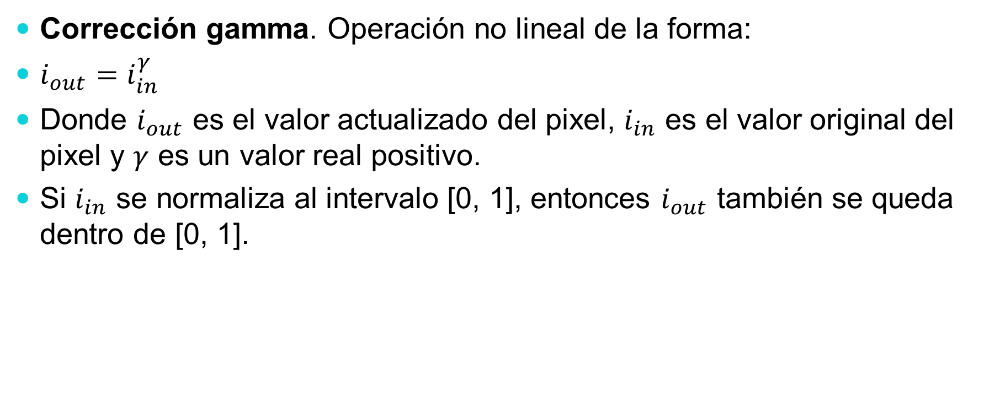 • Corrección gamma. Operación no lineal de la forma:
• $i_{out} = i_{in}^{\gamma}$
• Donde $i_{out}$ es el valor actualizado del pixel, $i_{in}$ es el valor original del
pixel y $\gamma$ es un valor real positivo.
• Si $i_{in}$ se normaliza al intervalo [0, 1], entonces $i_{out}$ también se queda
dentro de [0, 1].